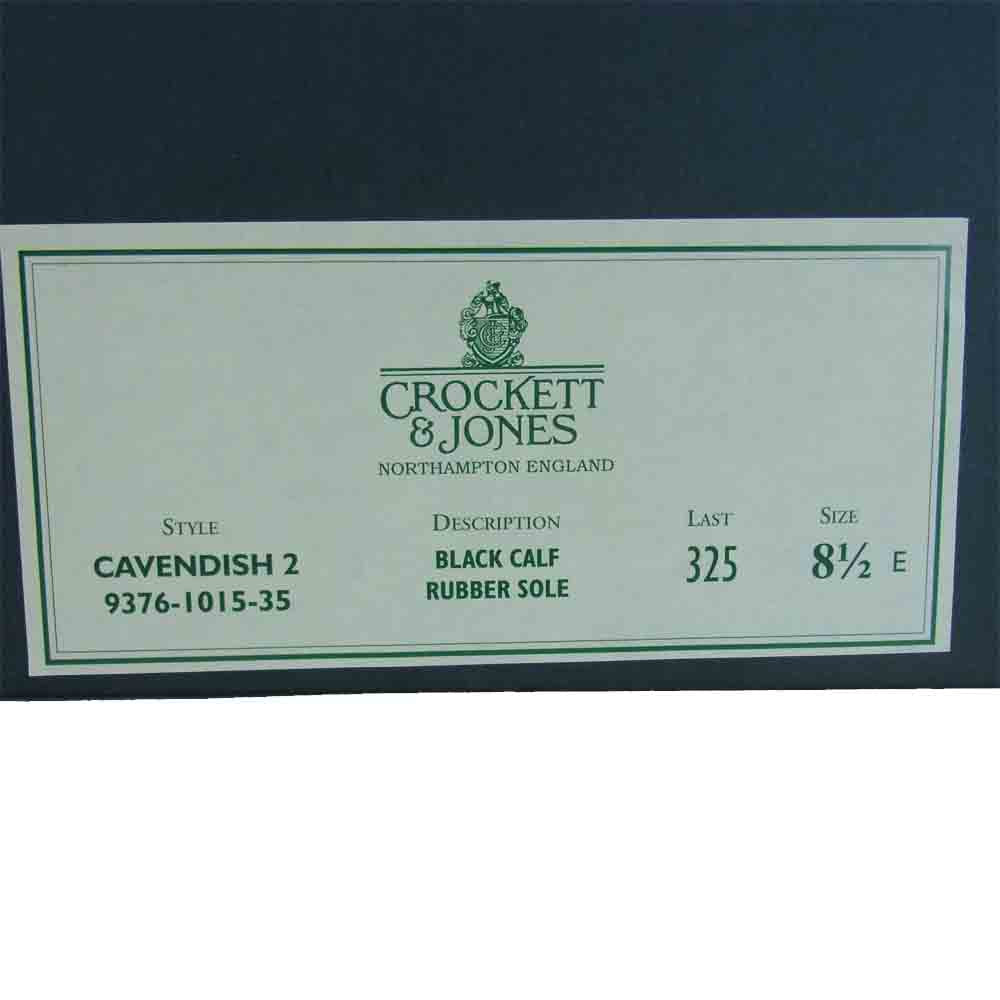 CROCKETT
& JONES
NORTHAMPTON ENGLAND
STYLE DESCRIPTION LAST SIZE
CAVENDISH 2 BLACK CALF 325 8½ E
9376-1015-35 RUBBER SOLE